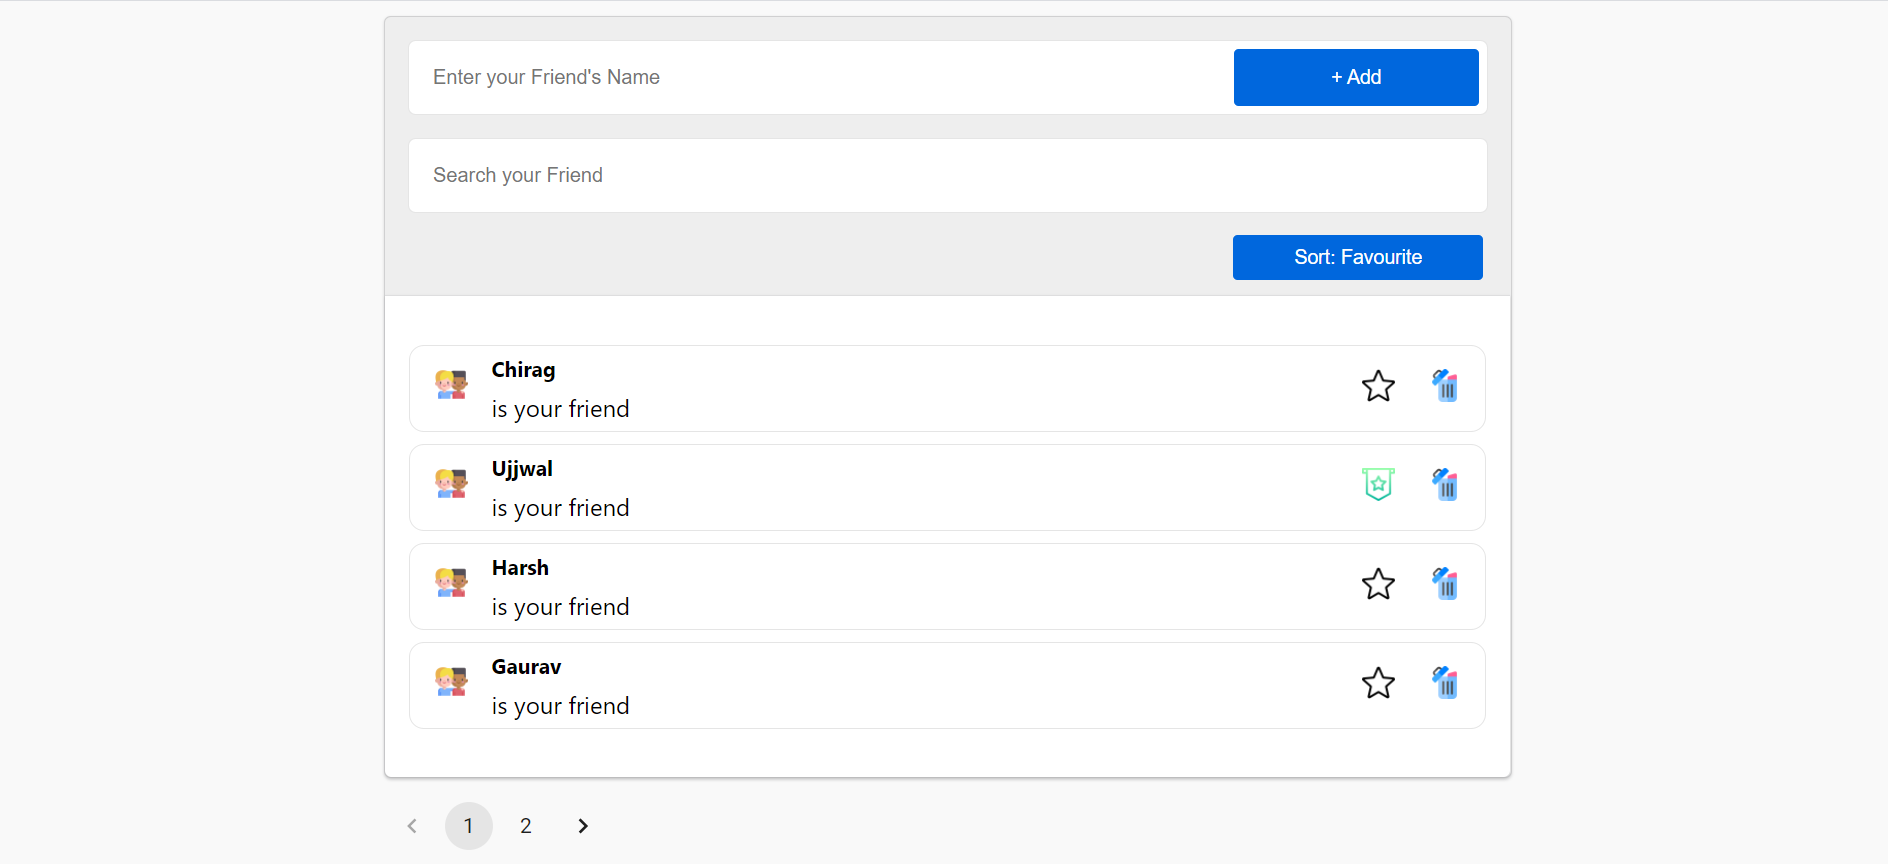 Enter your Friend's Name
+ Add
Search your Friend
Sort: Favourite
Chirag
is your friend
Ujjwal
is your friend
Harsh
is your friend
Gaurav
is your friend
1 2